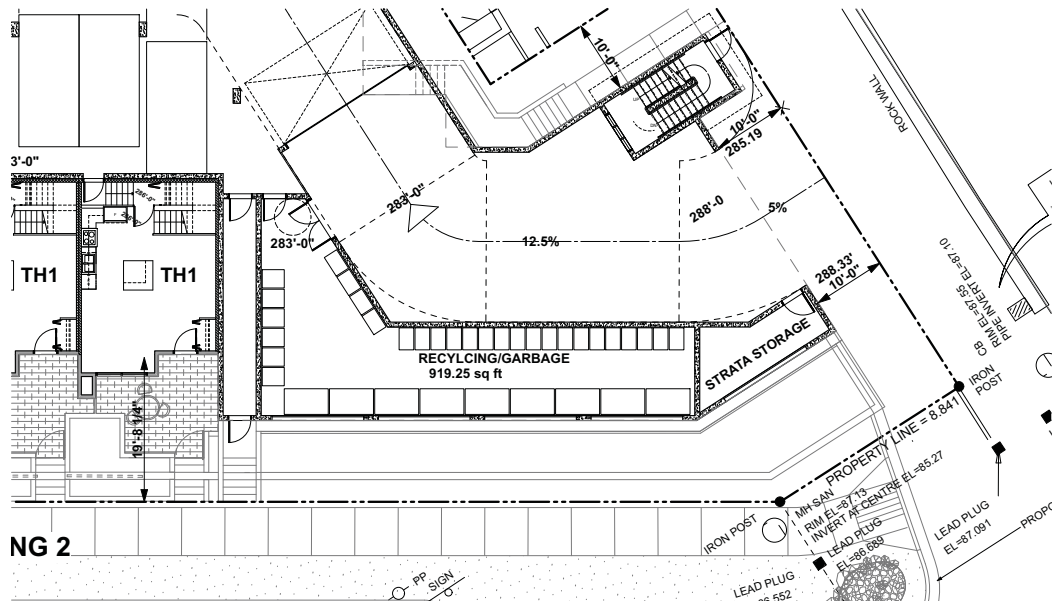 10'-0"
ROCK WALL
10'-0"
285.19
3'-0"
286'-0"
283'-0"
288'-0
5%
283'-0"
12.5%
TH1
TH1
288.33'
10'-0"
CB
RIM EL=87.55
PIPE INVERT EL=87.10
RECYLCING/GARBAGE
919.25 sq ft
STRATA STORAGE
IRON
POST
19'-8 1/4"
PROPERTY LINE = 8.841
MH SAN
RIM EL=87.13
INVERT AT CENTRE EL=85.27
IRON POST
LEAD PLUG
EL=86.689
LEAD PLUG
EL=87.091
NG 2
PP
SIGN
LEAD PLUG